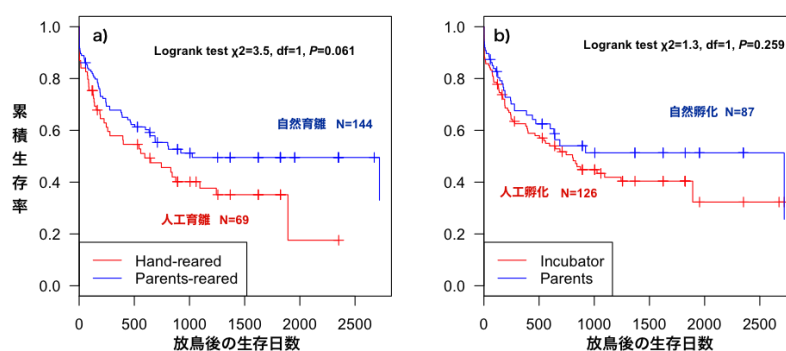 a)
Logrank test χ2=3.5, df=1, P=0.061
自然育雛 N=144
人工育雛 N=69
Hand-reared
Parents-reared
累積生存率
1.0
0.8
0.6
0.4
0.2
0.0
0 500 1000 1500 2000 2500
放鳥後の生存日数
b)
Logrank test χ2=1.3, df=1, P=0.259
自然孵化 N=87
人工孵化 N=126
Incubator
Parents
1.0
0.8
0.6
0.4
0.2
0.0
0 500 1000 1500 2000 2500
放鳥後の生存日数